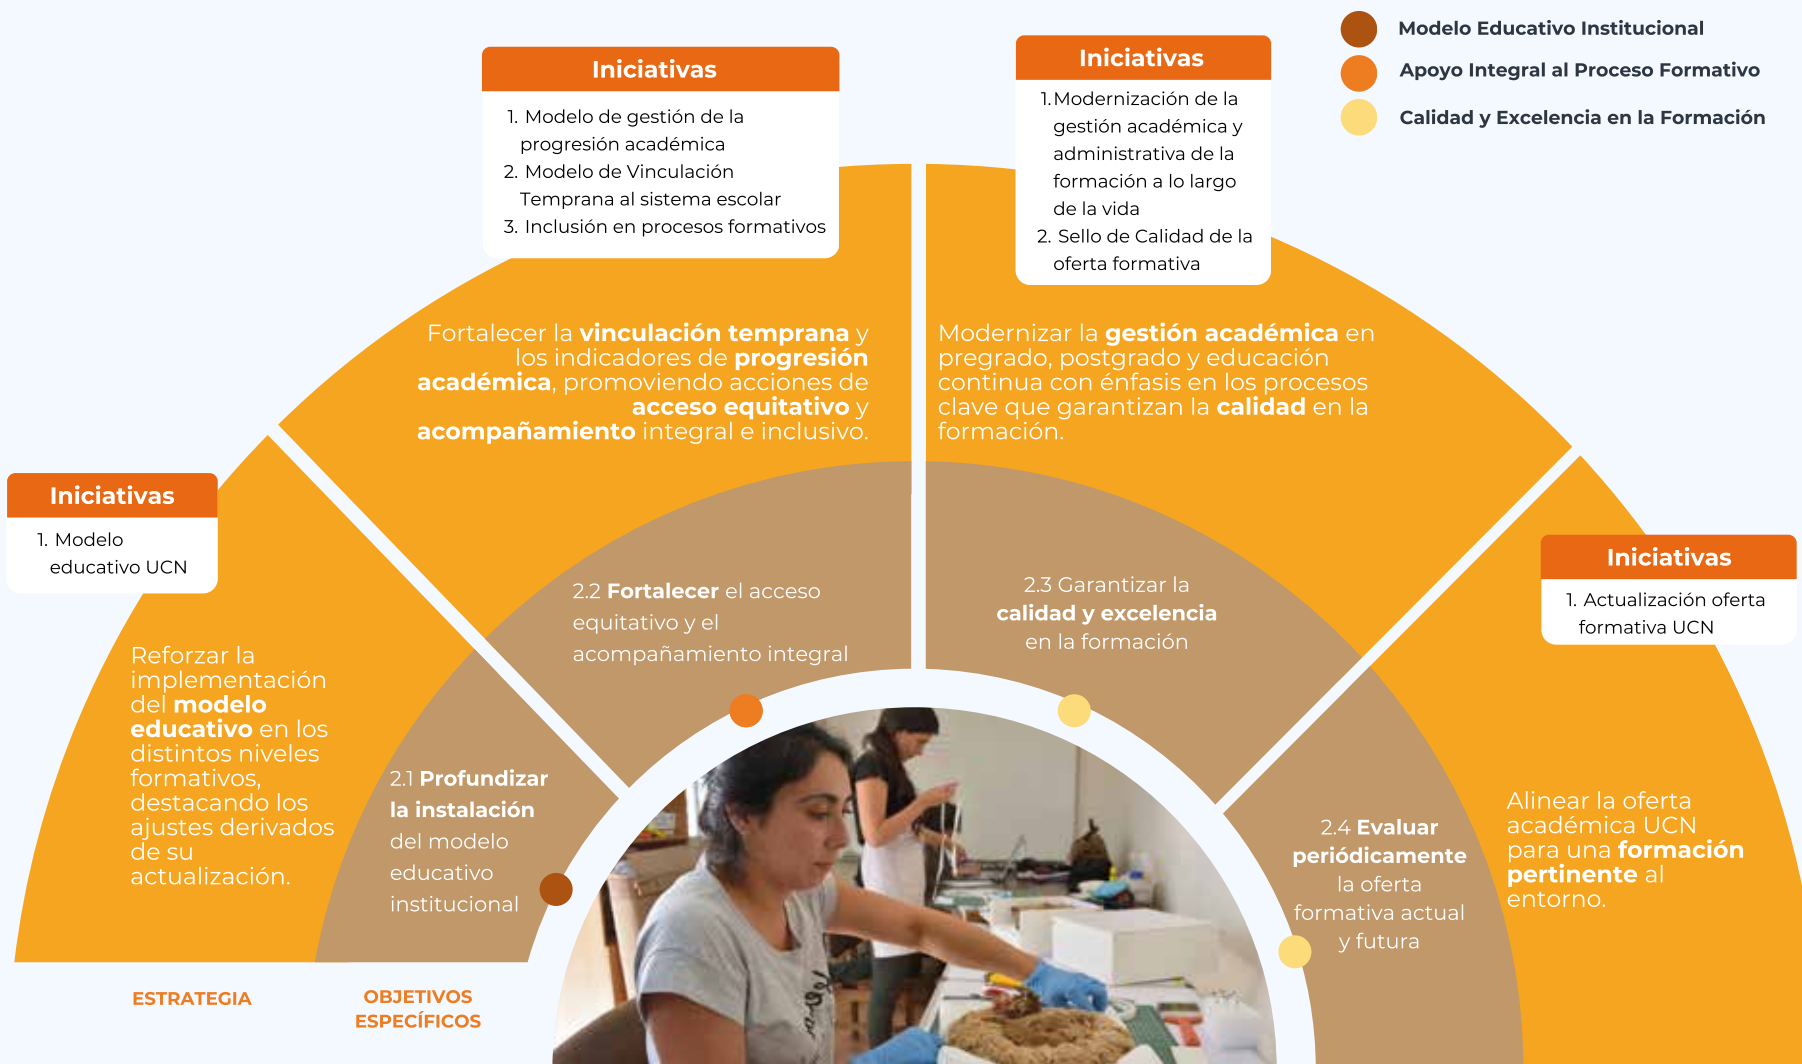 Modelo Educativo Institucional
Apoyo Integral al Proceso Formativo
Calidad y Excelencia en la Formación
Iniciativas
1. Modelo de gestión de la
progresión académica
2. Modelo de Vinculación
Temprana al sistema escolar
3. Inclusión en procesos formativos
Iniciativas
1. Modernización de la
gestión académica y
administrativa de la
formación a lo largo
de la vida
2. Sello de Calidad de la
oferta formativa
Fortalecer la vinculación temprana y
los indicadores de progresión
académica, promoviendo acciones de
acceso equitativo y
acompañamiento integral e inclusivo.
Modernizar la gestión académica en
pregrado, postgrado y educación
continua con énfasis en los procesos
clave que garantizan la calidad en la
formación.
Iniciativas
1. Modelo
educativo UCN
Iniciativas
1. Actualización oferta
formativa UCN
2.2 Fortalecer el acceso
equitativo y el
acompañamiento integral
2.3 Garantizar la
calidad y excelencia
en la formación
Reforzar la
implementación
del modelo
educativo en los
distintos niveles
formativos,
destacando los
ajustes derivados
de su
actualización.
2.1 Profundizar
la instalación
del modelo
educativo
institucional
2.4 Evaluar
periódicamente
la oferta
formativa actual
y futura
Alinear la oferta
académica UCN
para una formación
pertinente al
entorno.
ESTRATEGIA
OBJETIVOS
ESPECÍFICOS